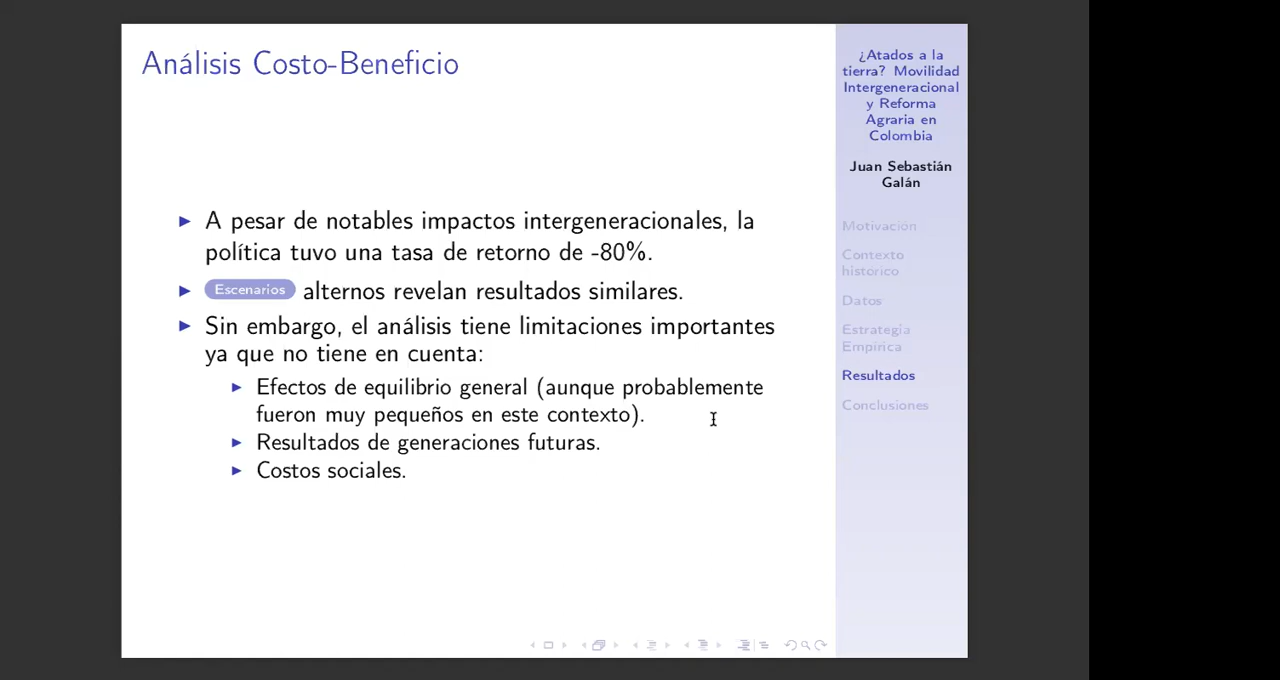 Análisis Costo-Beneficio
A pesar de notables impactos intergeneracionales, la
política tuvo una tasa de retorno de -80%.
Escenarios alternos revelan resultados similares.
Sin embargo, el análisis tiene limitaciones importantes
ya que no tiene en cuenta:
Efectos de equilibrio general (aunque probablemente
fueron muy pequeños en este contexto).
Resultados de generaciones futuras.
Costos sociales.
¿Atados a la
tierra? Movilidad
Intergeneracional
y Reforma
Agraria en
Colombia
Juan Sebastián
Galán
Motivación
Contexto
historico
Datos
Estrategía
Empírica
Resultados
Conclusiones